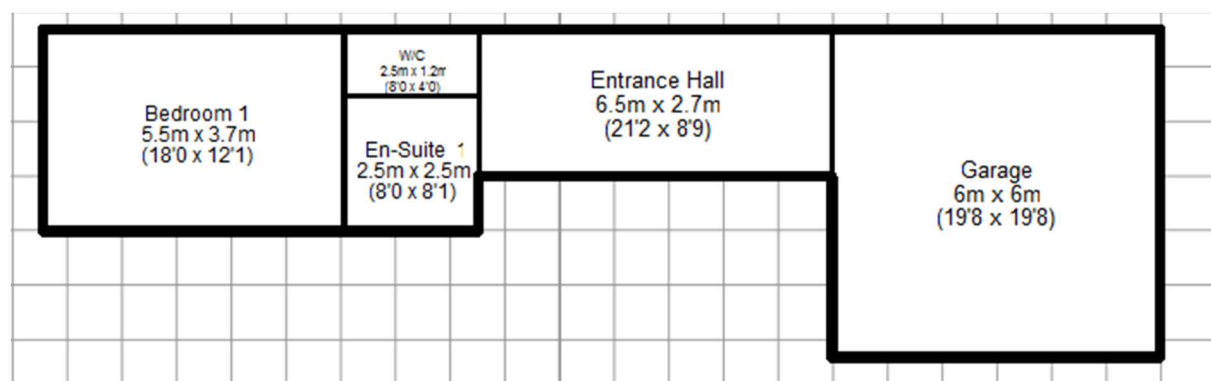 Bedroom 1
5.5m x 3.7m
(18'0 x 12'1)
W/C
2.5m x 1.2m
(8'0 x 4'0)
En-Suite 1
2.5m x 2.5m
(8'0 x 8'1)
Entrance Hall
6.5m x 2.7m
(21'2 x 8'9)
Garage
6m x 6m
(19'8 x 19'8)